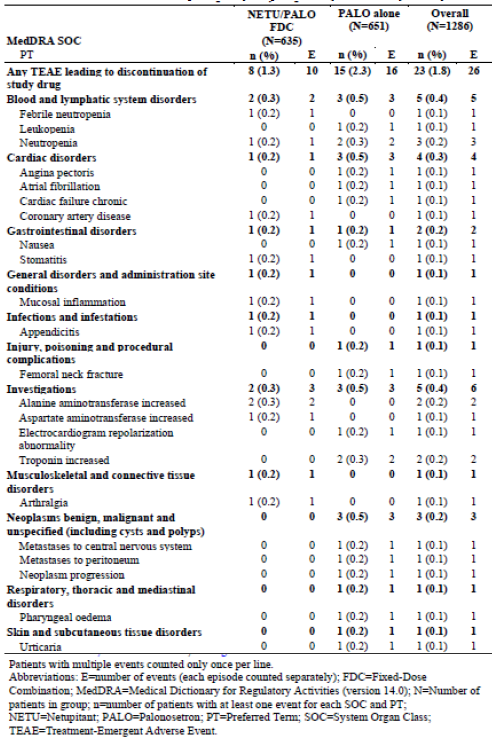 NETU/PALO FDC (N=635) PALO alone (N=651) Overall (N=1286)
MedDRA SOC
PT n (%) E n (%) E n (%) E
Any TEAE leading to discontinuation of study drug 8 (1.3) 10 15 (2.3) 16 23 (1.8) 26
Blood and lymphatic system disorders 2 (0.3) 2 3 (0.5) 3 5 (0.4) 5
Febrile neutropenia 1 (0.2) 1 0 0 1 (0.1) 1
Leukopenia 0 0 1 (0.2) 1 1 (0.1) 1
Neutropenia 1 (0.2) 1 2 (0.3) 2 3 (0.2) 3
Cardiac disorders 1 (0.2) 1 3 (0.5) 3 4 (0.3) 4
Angina pectoris 0 0 1 (0.2) 1 1 (0.1) 1
Atrial fibrillation 0 0 1 (0.2) 1 1 (0.1) 1
Cardiac failure chronic 0 0 1 (0.2) 1 1 (0.1) 1
Coronary artery disease 1 (0.2) 1 0 0 1 (0.1) 1
Gastrointestinal disorders 1 (0.2) 1 1 (0.2) 1 2 (0.2) 2
Nausea 0 0 1 (0.2) 1 1 (0.1) 1
Stomatitis 1 (0.2) 1 0 0 1 (0.1) 1
General disorders and administration site conditions 1 (0.2) 1 0 0 1 (0.1) 1
Mucosal inflammation 1 (0.2) 1 0 0 1 (0.1) 1
Infections and infestations 1 (0.2) 1 0 0 1 (0.1) 1
Appendicitis 1 (0.2) 1 0 0 1 (0.1) 1
Injury, poisoning and procedural complications 0 0 1 (0.2) 1 1 (0.1) 1
Femoral neck fracture 0 0 1 (0.2) 1 1 (0.1) 1
Investigations 2 (0.3) 3 3 (0.5) 3 5 (0.4) 6
Alanine aminotransferase increased 2 (0.3) 2 0 0 2 (0.2) 2
Aspartate aminotransferase increased 1 (0.2) 1 0 0 1 (0.1) 1
Electrocardiogram repolarization abnormality 0 0 1 (0.2) 1 1 (0.1) 1
Troponin increased 0 0 2 (0.3) 2 2 (0.2) 2
Musculoskeletal and connective tissue disorders 1 (0.2) 1 0 0 1 (0.1) 1
Arthralgia 1 (0.2) 1 0 0 1 (0.1) 1
Neoplasms benign, malignant and unspecified (including cysts and polyps) 0 0 3 (0.5) 3 3 (0.2) 3
Metastases to central nervous system 0 0 1 (0.2) 1 1 (0.1) 1
Metastases to peritoneum 0 0 1 (0.2) 1 1 (0.1) 1
Neoplasm progression 0 0 1 (0.2) 1 1 (0.1) 1
Respiratory, thoracic and mediastinal disorders 0 0 1 (0.2) 1 1 (0.1) 1
Pharyngeal oedema 0 0 1 (0.2) 1 1 (0.1) 1
Skin and subcutaneous tissue disorders 0 0 1 (0.2) 1 1 (0.1) 1
Urticaria 0 0 1 (0.2) 1 1 (0.1) 1
Patients with multiple events counted only once per line.
Abbreviations: E=number of events (each episode counted separately); FDC=Fixed-Dose
Combination; MedDRA=Medical Dictionary for Regulatory Activities (version 14.0); N=Number of
patients in group; n=number of patients with at least one event for each SOC and PT;
NETU=Netupitant; PALO=Palonosetron; PT=Preferred Term; SOC=System Organ Class;
TEAE=Treatment-Emergent Adverse Event.